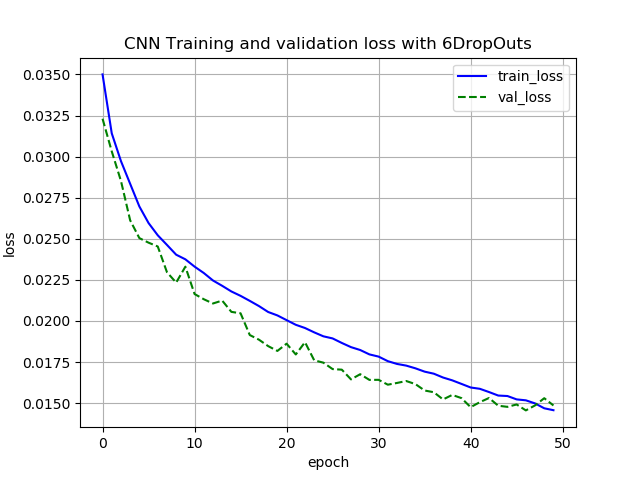 CNN Training and validation loss with 6DropOuts
train_loss
val_loss
0.0350
0.0325
0.0300
0.0275
0.0250
0.0225
0.0200
0.0175
0.0150
loss
0 10 20 30 40 50
epoch